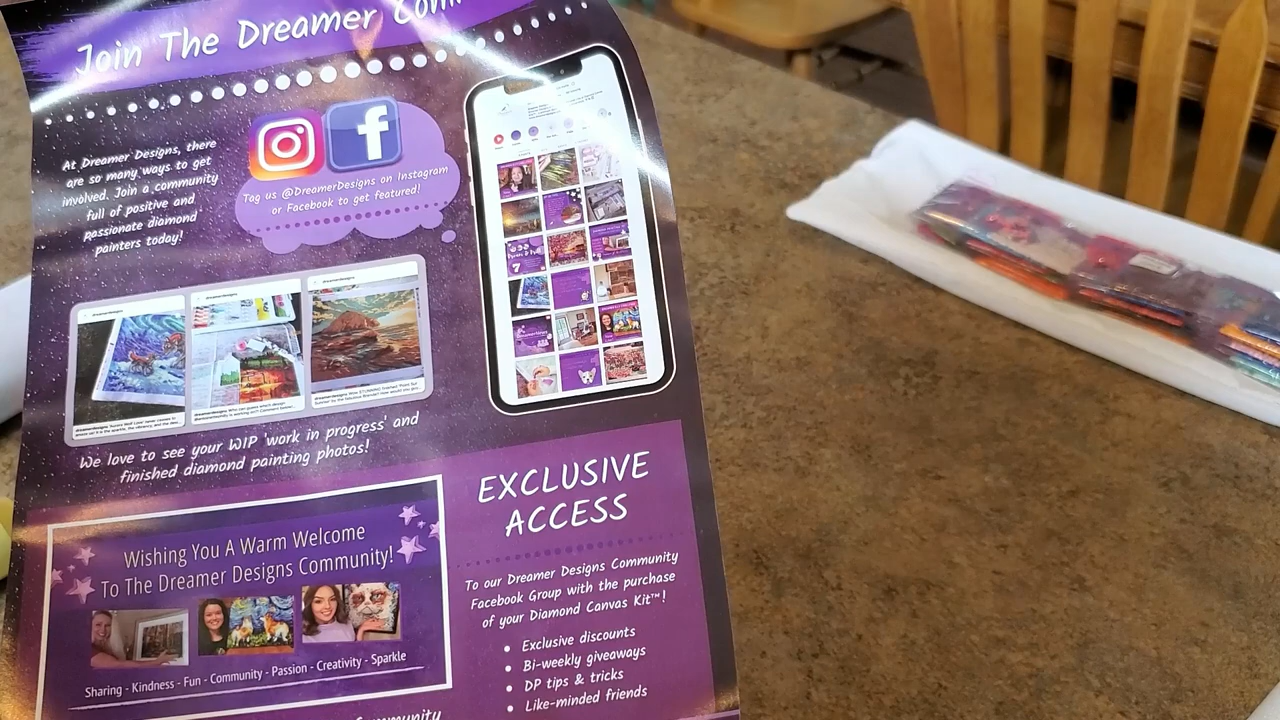 Join The Dreamer
At Dreamer Designs, there
are so many ways to get
involved. Join a community
full of positive and
passionate diamond
painters today!
Tag us @DreamerDesigns on Instagram
or Facebook to get featured!
We love to see your WIP 'work in progress' and
finished diamond painting photos!
Wishing You A Warm Welcome
To The Dreamer Designs Community!
Sharing - Kindness - Fun - Community - Passion - Creativity - Sparkle
Community
EXCLUSIVE
ACCESS
To our Dreamer Designs Community
Facebook Group with the purchase
of your Diamond Canvas Kit™!
• Exclusive discounts
• Bi-weekly giveaways
• DP tips & tricks
• Like-minded friends